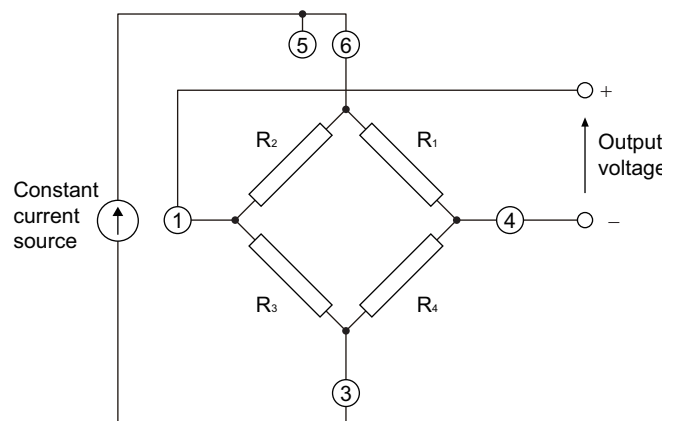 5
6
+
R2
R1
Output
voltage
Constant
current
source
1
4
−
R3
R4
3